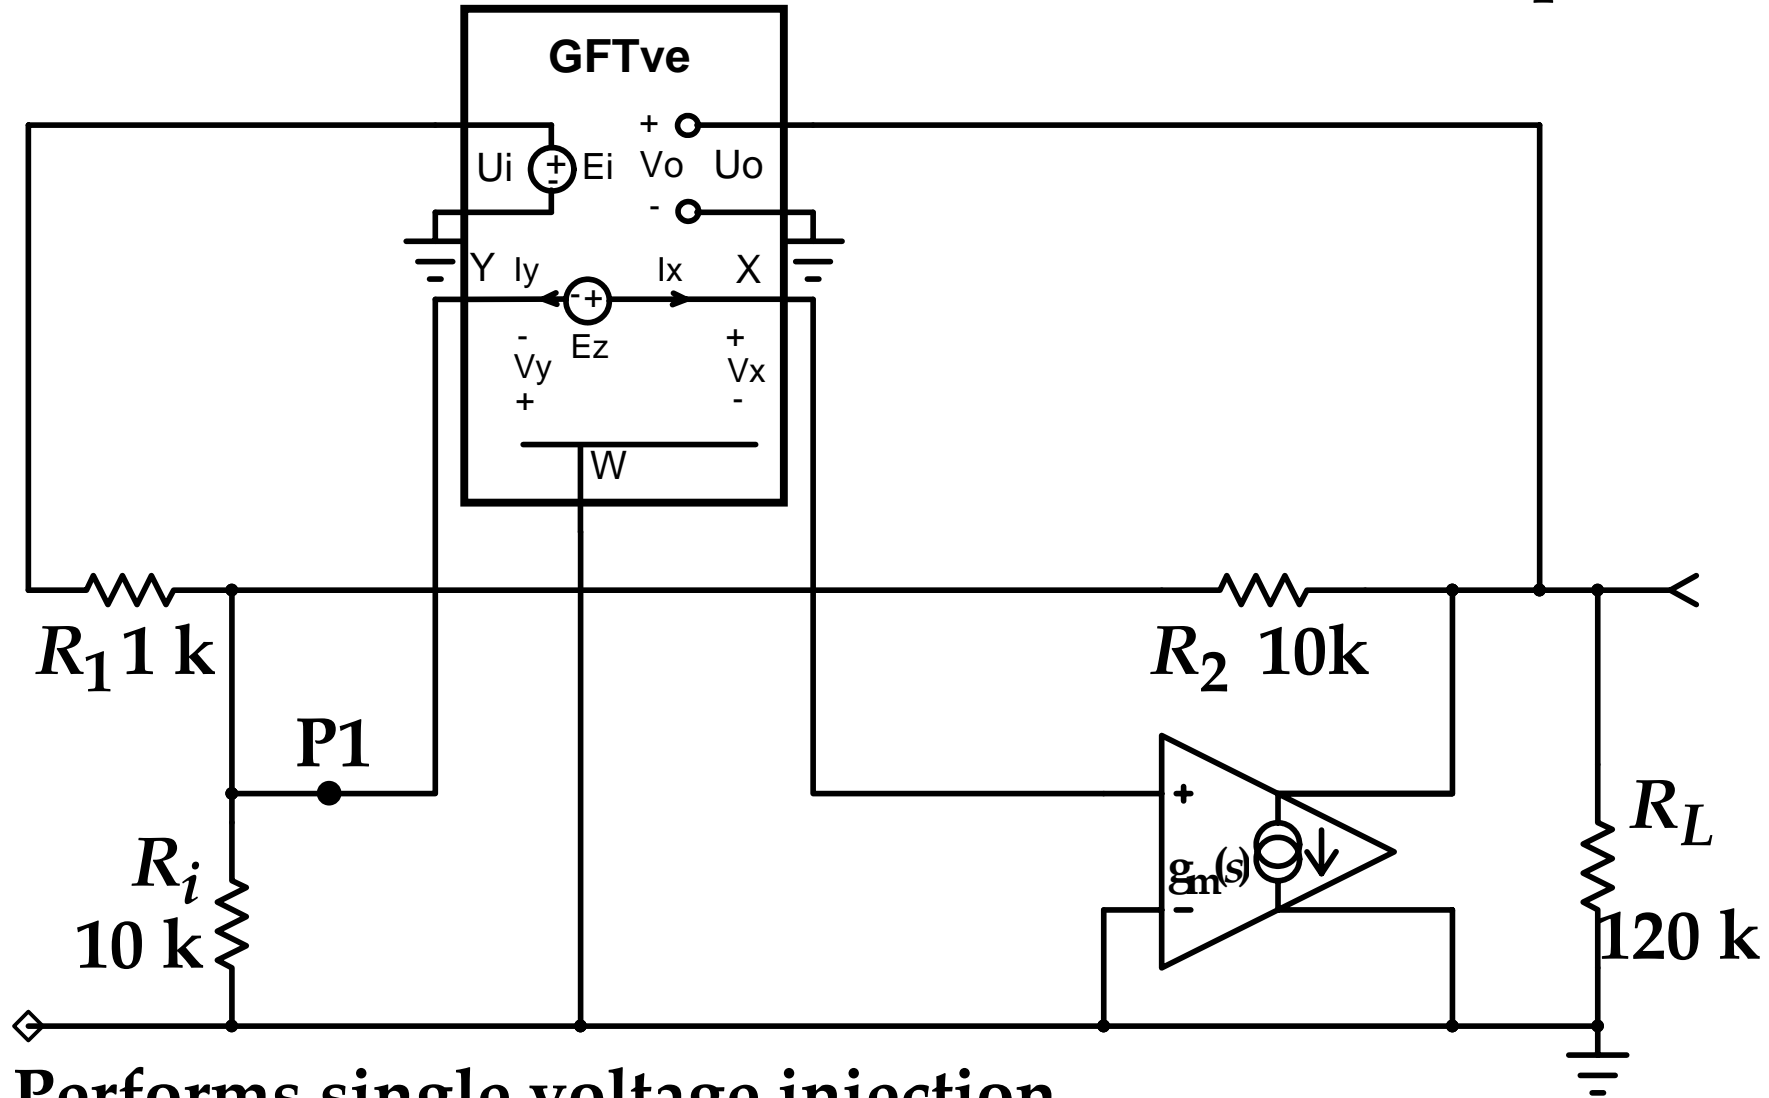 GFTve
+
Ui
+
-
Ei
Vo
Uo
-
Y
Iy
Ix
X
- +
Ez
-
Vy
+
+
Vx
-
W
R1 1 k
R2 10k
P1
Ri
10 k
+
gm(s)
-
RL
120 k
Performs single voltage injection